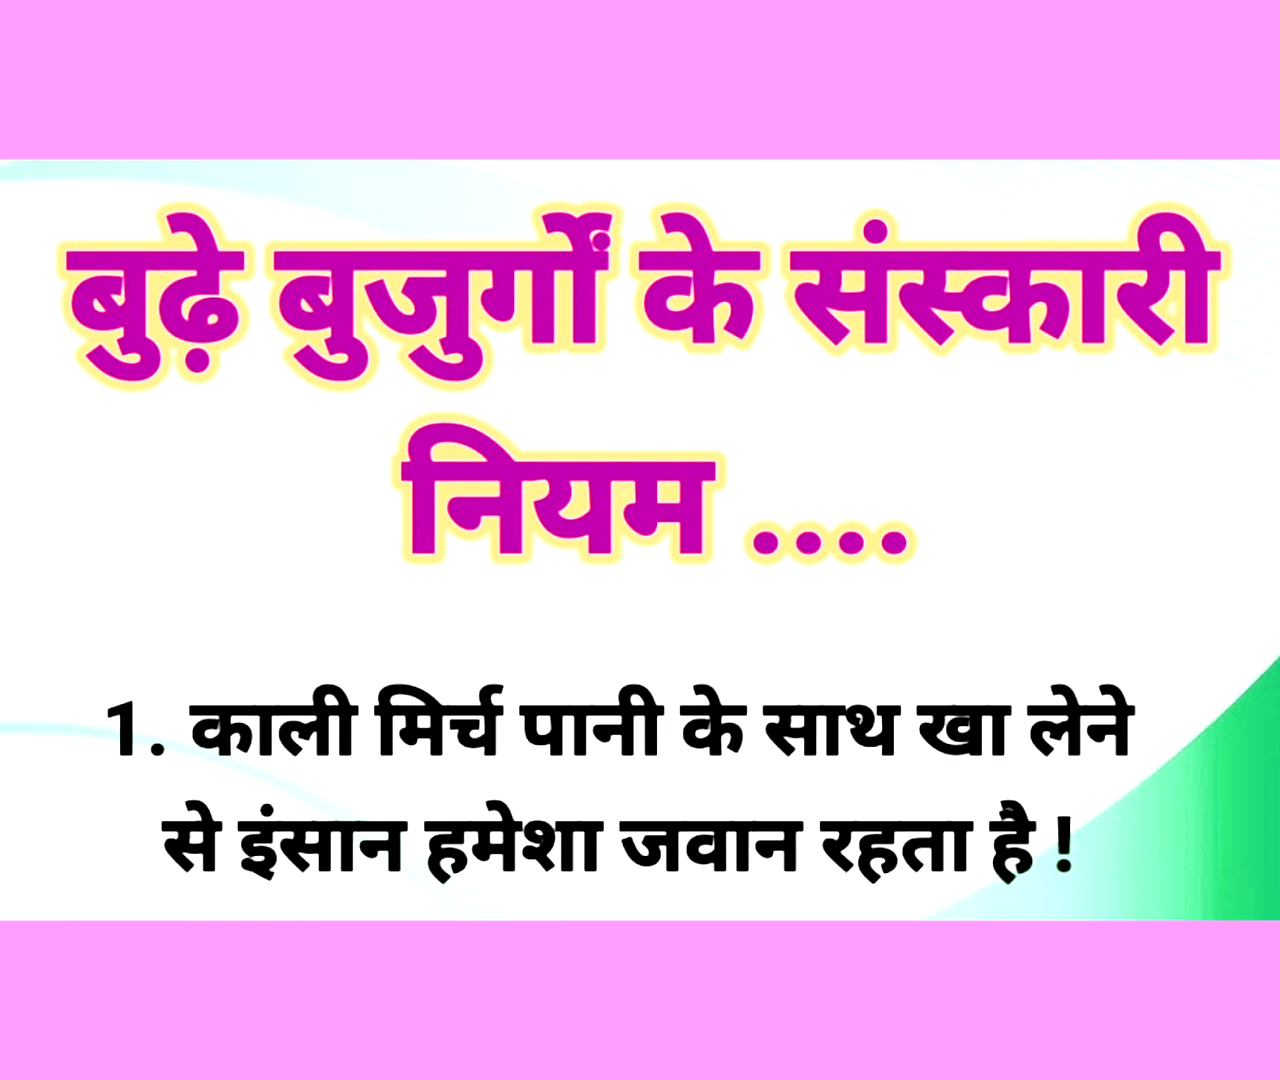 बुढ़े बुजुर्गों के संस्कारी
नियम ....
1. काली मिर्च पानी के साथ खा लेने
से इंसान हमेशा जवान रहता है !